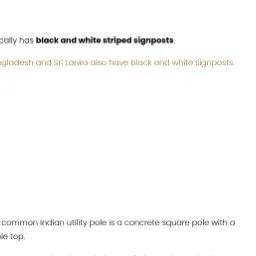 cally has black and white striped signposts.
ngladesh and Sri Lanka also have black and white signposts.
common Indian utility pole is a concrete square pole with a
le top.